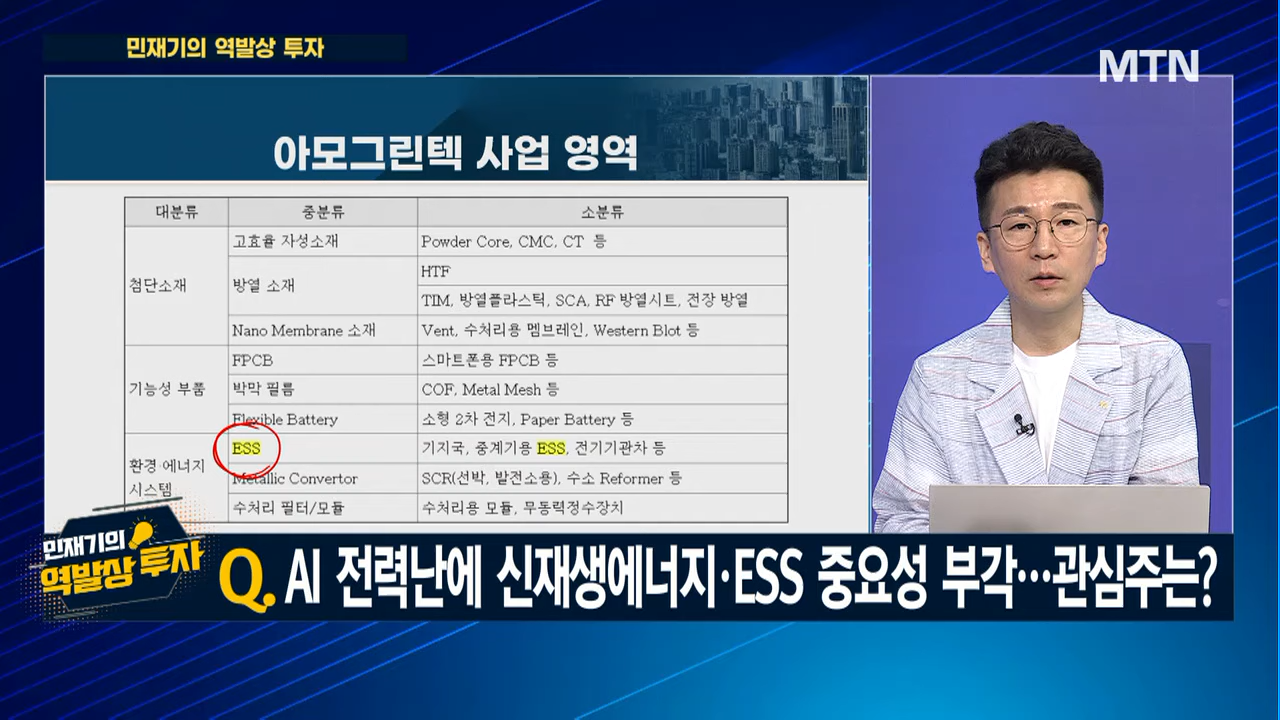 민재기의 역발상 투자
MTN
아모그린텍 사업 영역
대분류 중분류 소분류
첨단소재 고효율 자성소재 Powder Core, CMC, CT 등
방열 소재 HTF
TIM, 방열플라스틱, SCA, RF 방열시트, 전장 방열
Nano Membrane 소재 Vent, 수처리용 멤브레인, Western Blot 등
기능성 부품 FPCB 스마트폰용 FPCB 등
박막 필름 COF, Metal Mesh 등
Flexible Battery 소형 2차 전지, Paper Battery 등
환경 에너지 시스템 ESS 기지국, 중계기용 ESS, 전기기관차 등
Metallic Convertor SCR(선박, 발전소용), 수소 Reformer 등
수처리 필터/모듈 수처리용 모듈, 무동력정수장치
민재기의
역발상 투자
Q. AI 전력난에 신재생에너지·ESS 중요성 부각…관심주는?